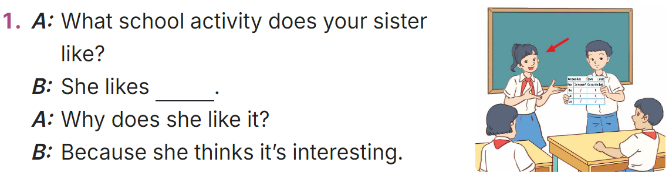 1. A: What school activity does your sister
like?
B: She likes ______.
A: Why does she like it?
B: Because she thinks it's interesting.